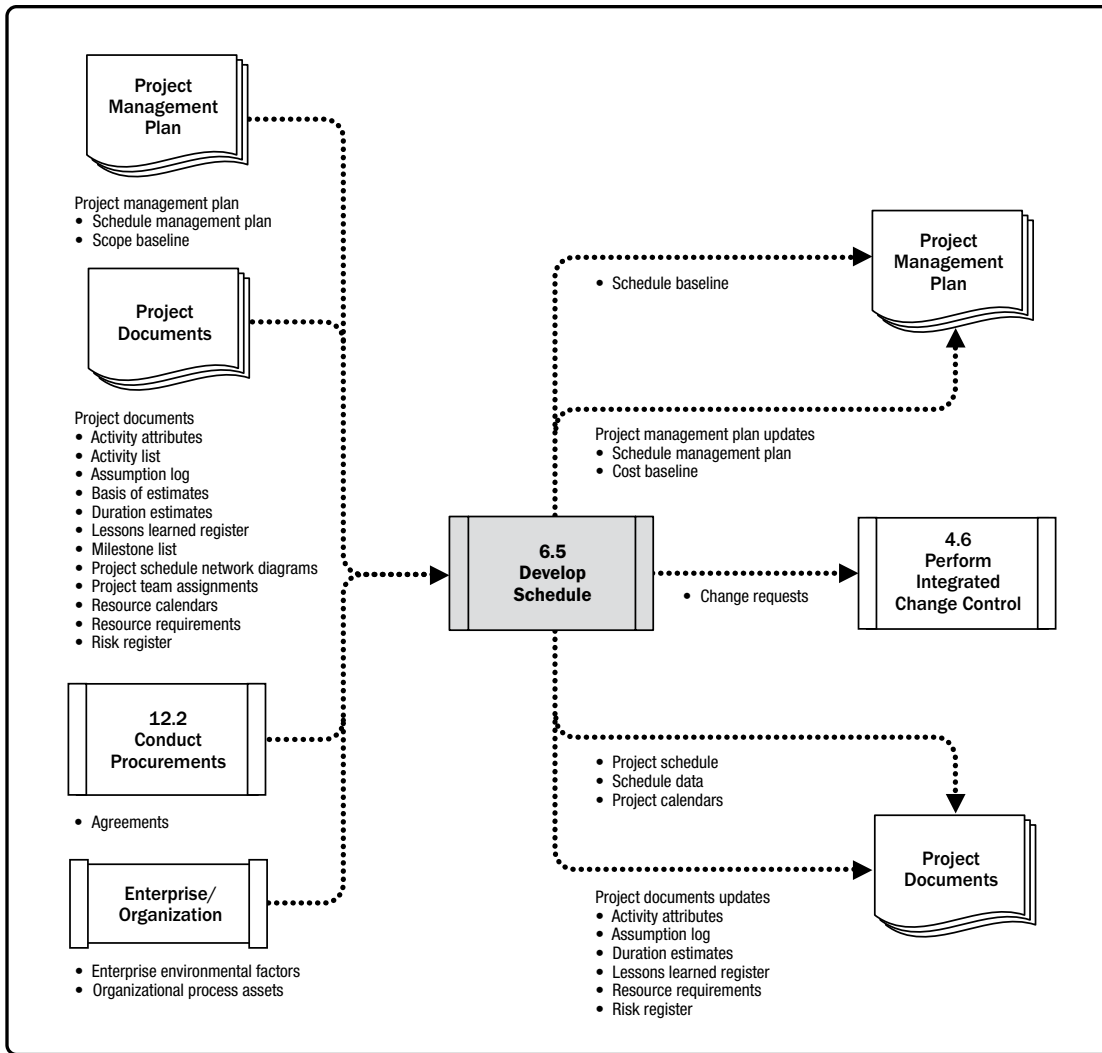 Project
Management
Plan
Project management plan
• Schedule management plan
• Scope baseline
Project
Documents
Project documents
• Activity attributes
• Activity list
• Assumption log
• Basis of estimates
• Duration estimates
• Lessons learned register
• Milestone list
• Project schedule network diagrams
• Project team assignments
• Resource calendars
• Resource requirements
• Risk register
12.2
Conduct
Procurements
• Agreements
Enterprise/
Organization
• Enterprise environmental factors
• Organizational process assets
6.5
Develop
Schedule
• Schedule baseline
Project
Management
Plan
Project management plan updates
• Schedule management plan
• Cost baseline
• Change requests
4.6
Perform
Integrated
Change Control
• Project schedule
• Schedule data
• Project calendars
Project
Documents
Project documents updates
• Activity attributes
• Assumption log
• Duration estimates
• Lessons learned register
• Resource requirements
• Risk register